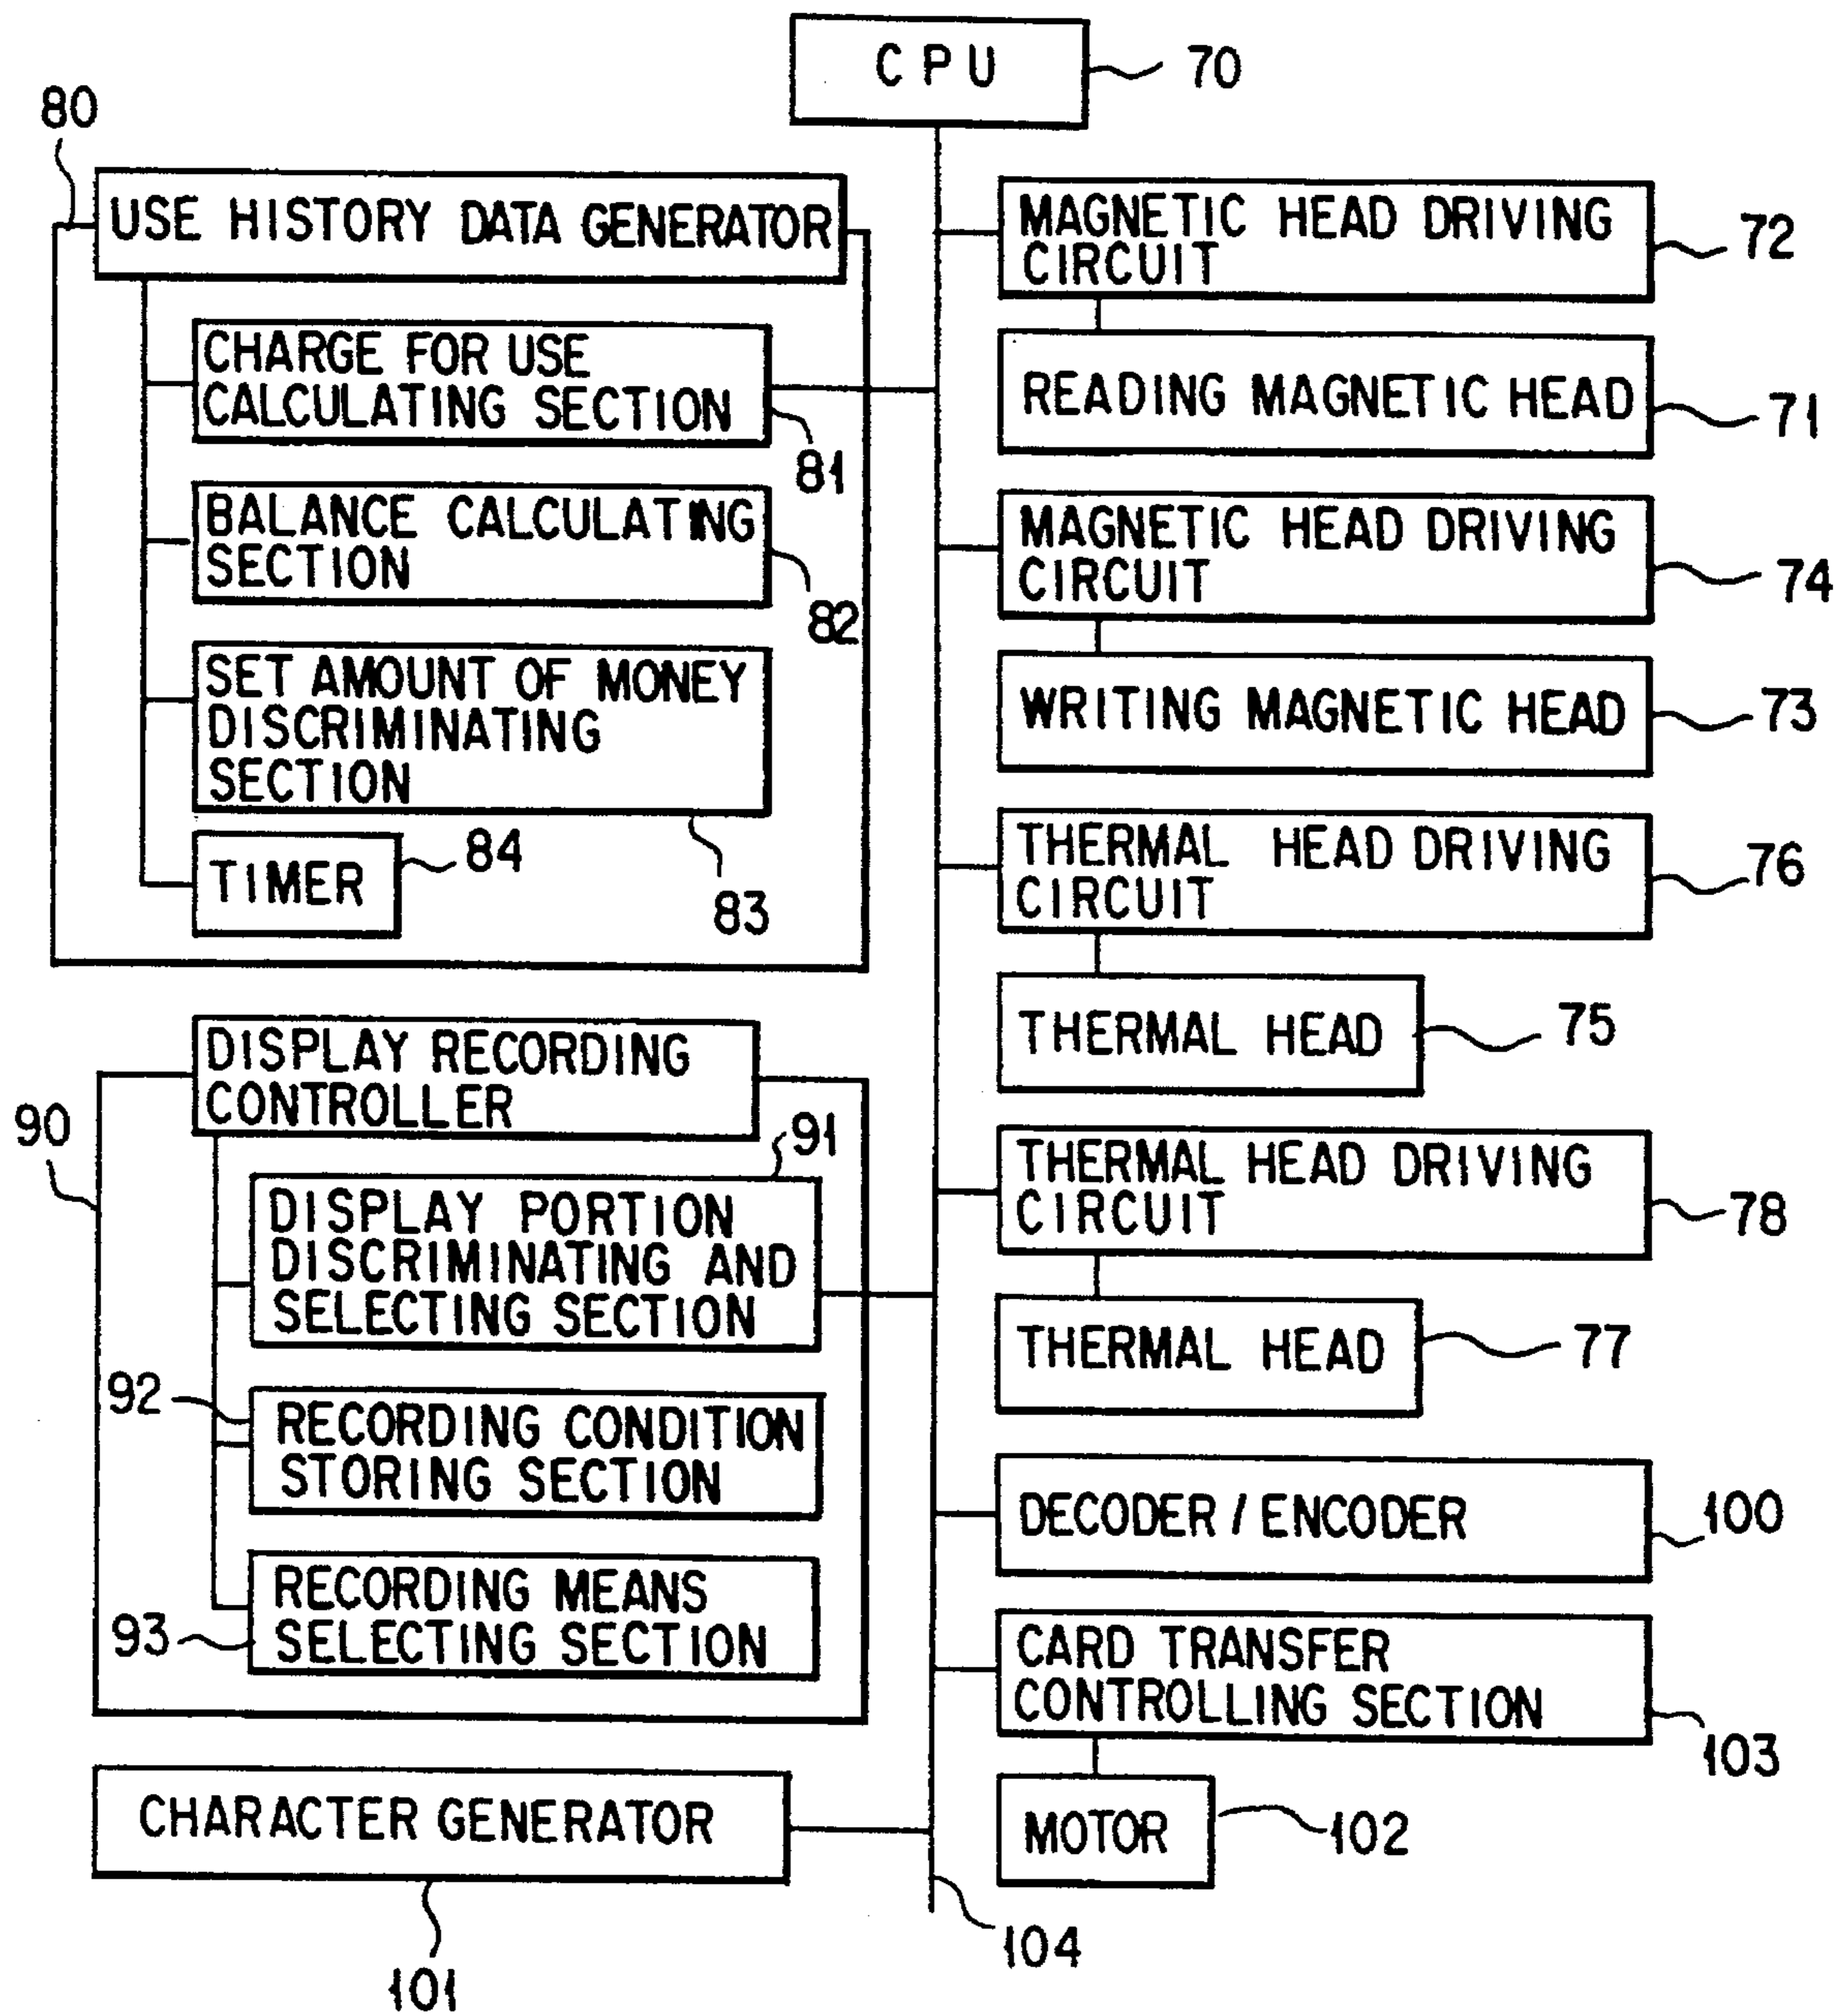 CPU
70
80
USE HISTORY DATA GENERATOR
CHARGE FOR USE
CALCULATING SECTION
81
BALANCE CALCULATING
SECTION
82
SET AMOUNT OF MONEY
DISCRIMINATING
SECTION
83
TIMER
84
90
DISPLAY RECORDING
CONTROLLER
91
DISPLAY PORTION
DISCRIMINATING AND
SELECTING SECTION
92
RECORDING CONDITION
STORING SECTION
93
RECORDING MEANS
SELECTING SECTION
CHARACTER GENERATOR
101
MAGNETIC HEAD DRIVING
CIRCUIT
72
READING MAGNETIC HEAD
71
MAGNETIC HEAD DRIVING
CIRCUIT
74
WRITING MAGNETIC HEAD
73
THERMAL HEAD DRIVING
CIRCUIT
76
THERMAL HEAD
75
THERMAL HEAD DRIVING
CIRCUIT
78
THERMAL HEAD
77
DECODER / ENCODER
100
CARD TRANSFER
CONTROLLING SECTION
103
MOTOR
102
104